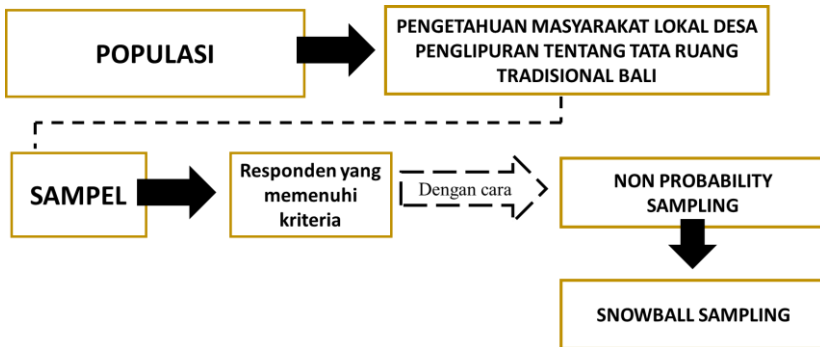 POPULASI
PENGETAHUAN MASYARAKAT LOKAL DESA
PENGLIPURAN TENTANG TATA RUANG
TRADISIONAL BALI
SAMPEL
Responden yang
memenuhi
kriteria
Dengan cara
NON PROBABILITY
SAMPLING
SNOWBALL SAMPLING